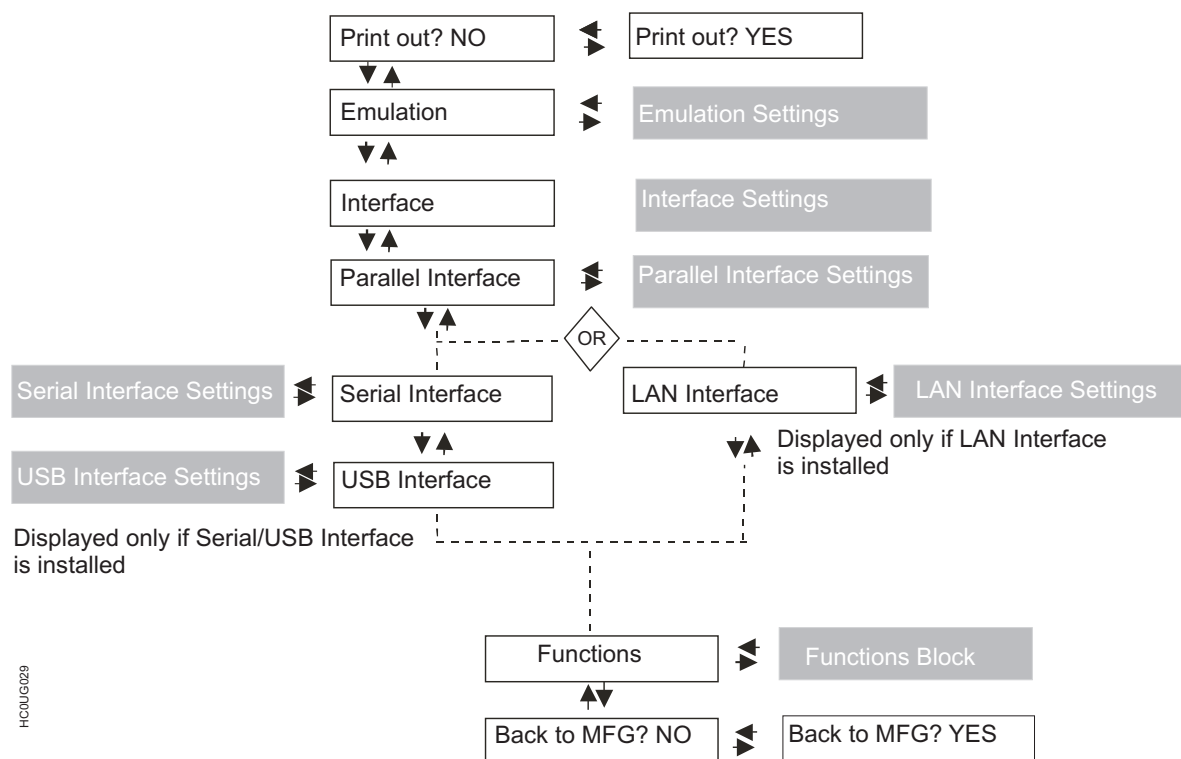 Print out? NO
Print out? YES
Emulation
Emulation Settings
Interface
Interface Settings
Parallel Interface
Parallel Interface Settings
OR
Serial Interface Settings
Serial Interface
LAN Interface
LAN Interface Settings
Displayed only if LAN Interface
is installed
USB Interface Settings
USB Interface
Displayed only if Serial/USB Interface
is installed
Functions
Functions Block
Back to MFG? NO
Back to MFG? YES
HC0UG029